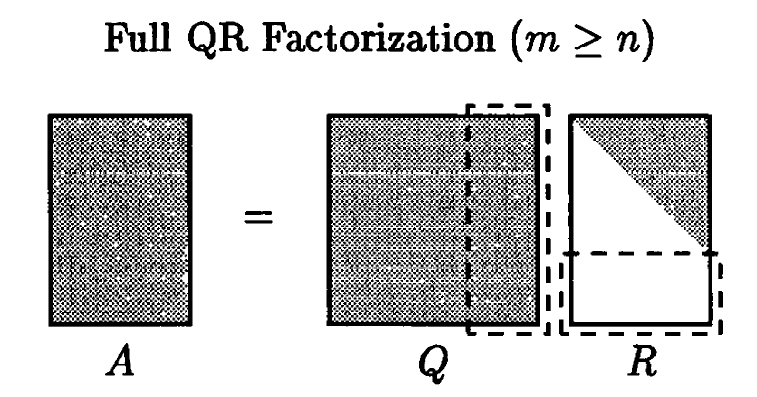 Full QR Factorization (m ≥ n)
=
A Q R